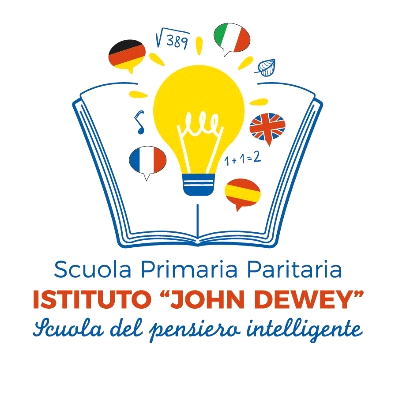 √389
1+1=2
Scuola Primaria Paritaria
ISTITUTO “JOHN DEWEY”
Scuola del pensiero intelligente